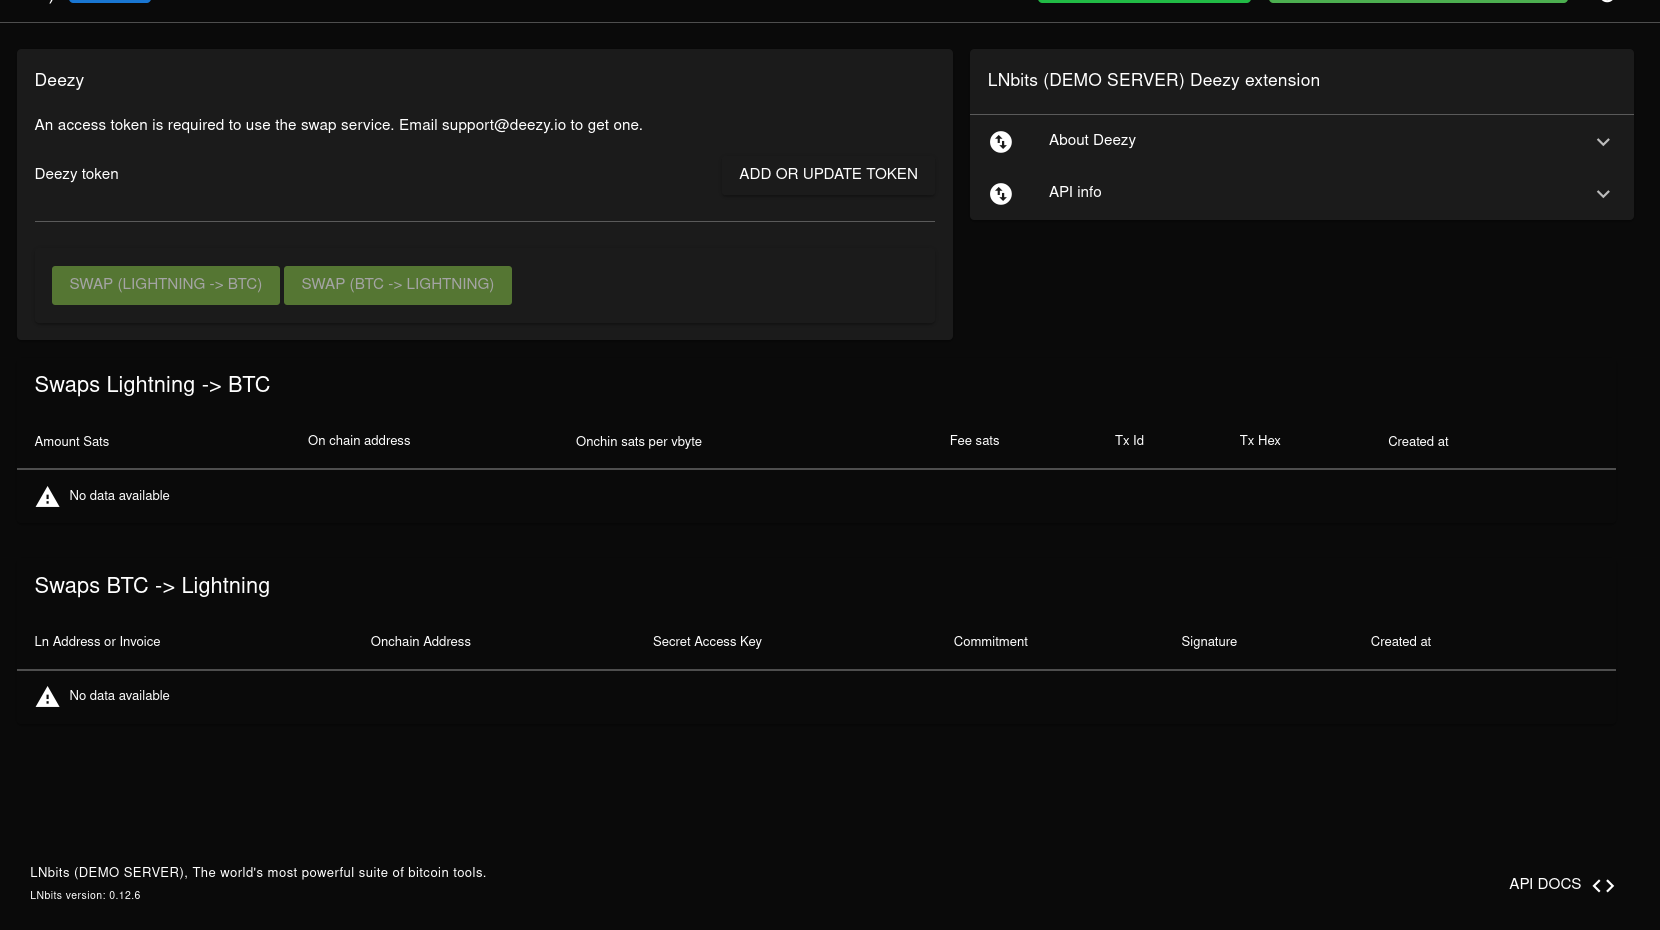 Deezy
An access token is required to use the swap service. Email support@deezy.io to get one.
Deezy token
ADD OR UPDATE TOKEN
SWAP (LIGHTNING -> BTC)
SWAP (BTC -> LIGHTNING)
LNbits (DEMO SERVER) Deezy extension
About Deezy
API info
Swaps Lightning -> BTC
Amount Sats On chain address Onchin sats per vbyte Fee sats Tx Id Tx Hex Created at
No data available
Swaps BTC -> Lightning
Ln Address or Invoice Onchain Address Secret Access Key Commitment Signature Created at
No data available
LNbits (DEMO SERVER), The world's most powerful suite of bitcoin tools.
LNbits version: 0.12.6
API DOCS